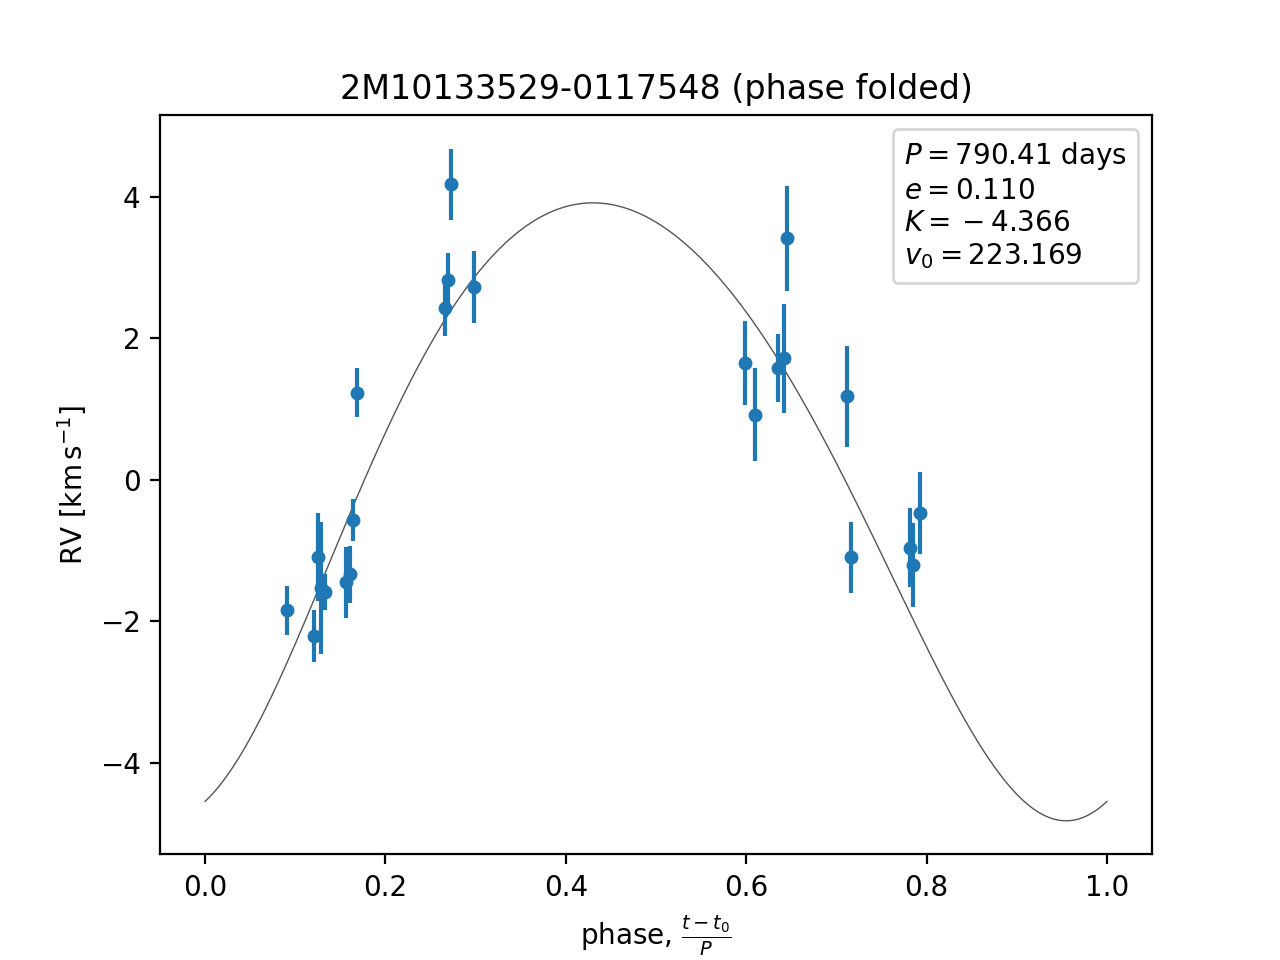 2M10133529-0117548 (phase folded)
P = 790.41 days
e = 0.110
K = −4.366
v₀ = 223.169
RV [km s⁻¹]
4
2
0
−2
−4
0.0 0.2 0.4 0.6 0.8 1.0
phase, (t − t₀)/P